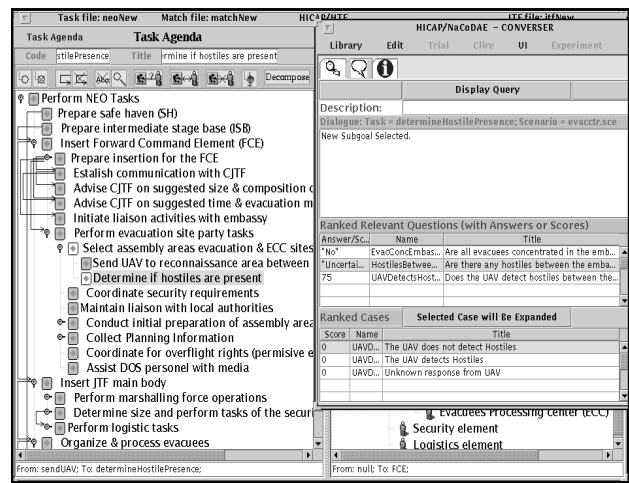 Task file: neoNew Match file: matchNew HICAP/HTE ITF file: itfNew
Task Agenda Task Agenda
Code stilePresence Title ermine if hostiles are present
Decompose
Perform NEO Tasks
Prepare safe haven (SH)
Prepare intermediate stage base (ISB)
Insert Forward Command Element (FCE)
Prepare insertion for the FCE
Estalish communication with CJTF
Advise CJTF on suggested size & composition o
Advise CJTF on suggested time & evacuation m
Initiate liaison activities with embassy
Perform evacuation site party tasks
Select assembly areas evacuation & ECC sites
Send UAV to reconnaissance area between
Determine if hostiles are present
Coordinate security requirements
Maintain liaison with local authorities
Conduct initial preparation of assembly area
Collect Planning Information
Coordinate for overflight rights (permisive e
Assist DOS personel with media
Insert JTF main body
Perform marshalling force operations
Determine size and perform tasks of the securi
Perform logistic tasks
Organize & process evacuees
From: sendUAV; To: determineHostilePresence;
HICAP/NaCoDAE – CONVERSER
Library Edit Trial Clire UI Experiment
Display Query
Description:
Dialogue: Task = determineHostilePresence; Scenario = evacctr.sce
New Subgoal Selected.
Ranked Relevant Questions (with Answers or Scores)
Answer/Sc... Name Title
"No" EvacConcEmbas... Are all evacuees concentrated in the emb...
"Uncertai... HostilesBetwee... Are there any hostiles between the emba...
75 UAVDetectsHost... Does the UAV detect hostiles between the...
Ranked Cases Selected Case will Be Expanded
Score Name Title
0 UAVD... The UAV does not detect Hostiles
0 UAVD... The UAV detects Hostiles
0 UAVD... Unknown response from UAV
Evacuees Processing center (ECC)
Security element
Logistics element
From: null; To: FCE;